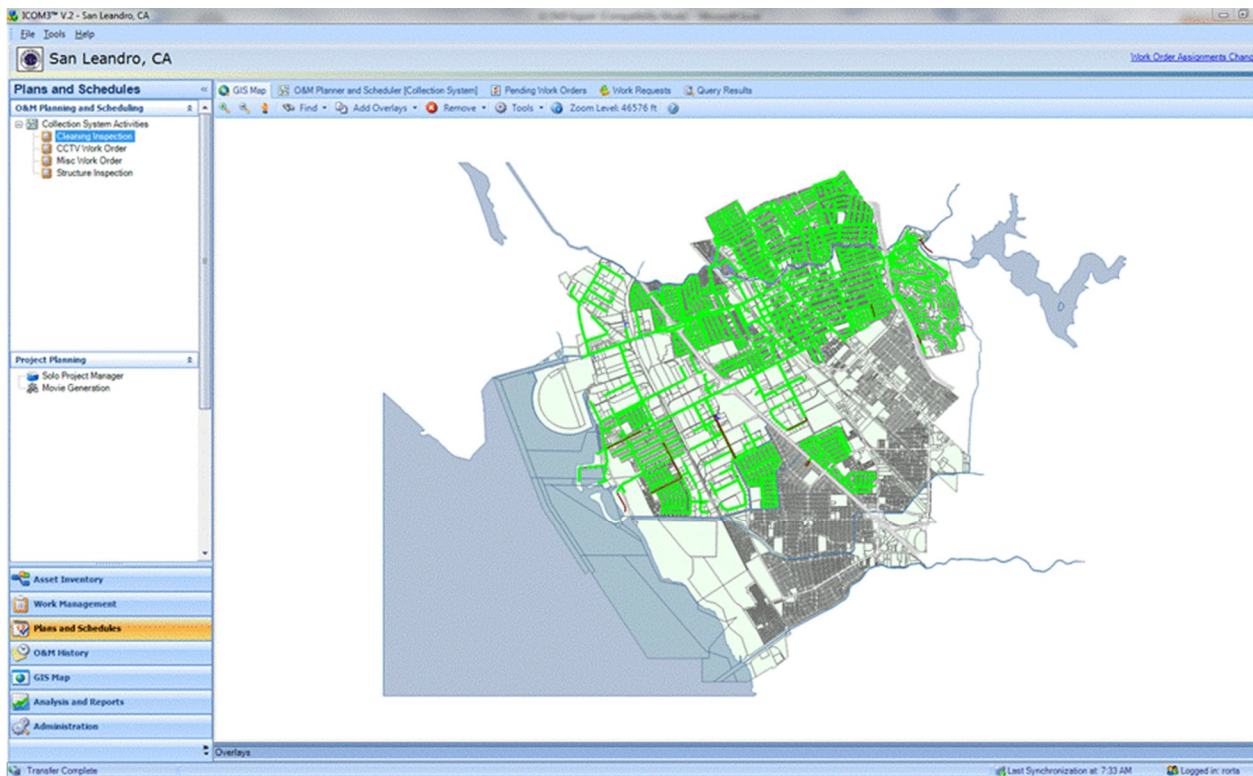 ICOM3™ V.2 - San Leandro, CA
File Tools Help
San Leandro, CA
Work Order Assignments Chang
Plans and Schedules
O&M Planning and Scheduling
Collection System Activities
Cleaning Inspection
CCTV Work Order
Misc Work Order
Structure Inspection
Project Planning
Solo Project Manager
Movie Generation
Asset Inventory
Work Management
Plans and Schedules
O&M History
GIS Map
Analysis and Reports
Administration
GIS Map O&M Planner and Scheduler [Collection System] Pending Work Orders Work Requests Query Results
Find Add Overlays Remove Tools Zoom Level: 46576 ft
Overlays
Transfer Complete Last Synchronization at: 7:33 AM Logged in: rorta